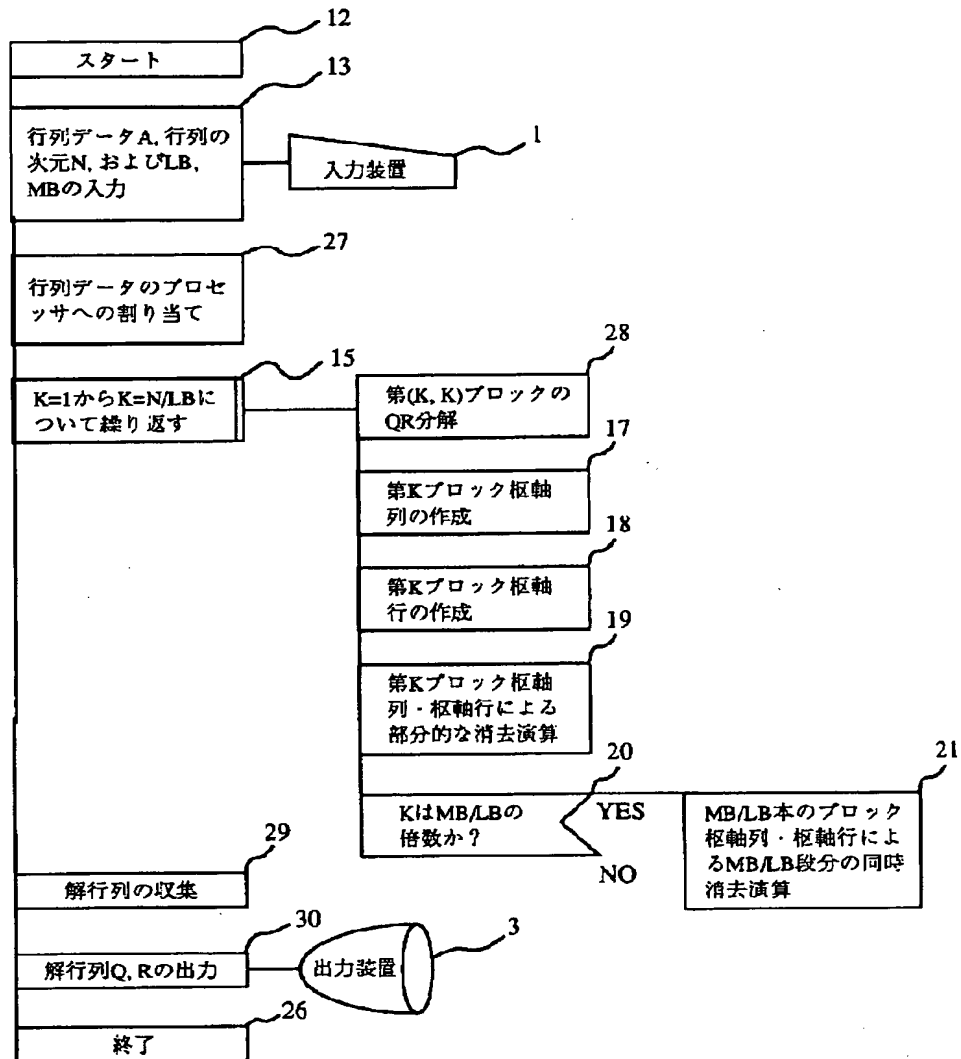 12
スタート
13
行列データA, 行列の
次元N, およびLB,
MBの入力
1
入力装置
27
行列データのプロセ
ッサへの割り当て
15
K=1からK=N/LBに
ついて繰り返す
28
第(K, K)ブロックの
QR分解
17
第Kブロック枢軸
列の作成
18
第Kブロック枢軸
行の作成
19
第Kブロック枢軸
列・枢軸行による
部分的な消去演算
20
KはMB/LBの
倍数か?
YES
NO
21
MB/LB本のブロック
枢軸列・枢軸行によ
るMB/LB段分の同時
消去演算
29
解行列の収集
30
解行列Q, Rの出力
3
出力装置
26
終了